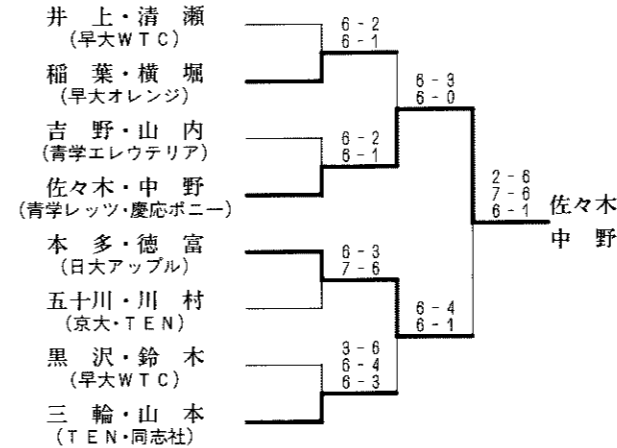 井 上・清 瀬
(早大WTC)
稲 葉・横 堀
(早大オレンジ)
吉 野・山 内
(青学エレウテリア)
佐々木・中 野
(青学レッツ・慶応ポニー)
本 多・徳 富
(日大アップル)
五十川・川 村
(京大・TEN)
黒 沢・鈴 木
(早大WTC)
三 輪・山 本
(TEN・同志社)
6-2
6-1
6-2
6-1
6-3
7-6
3-6
6-4
6-3
6-3
6-0
6-4
6-1
2-6
7-6
6-1
佐々木
中 野